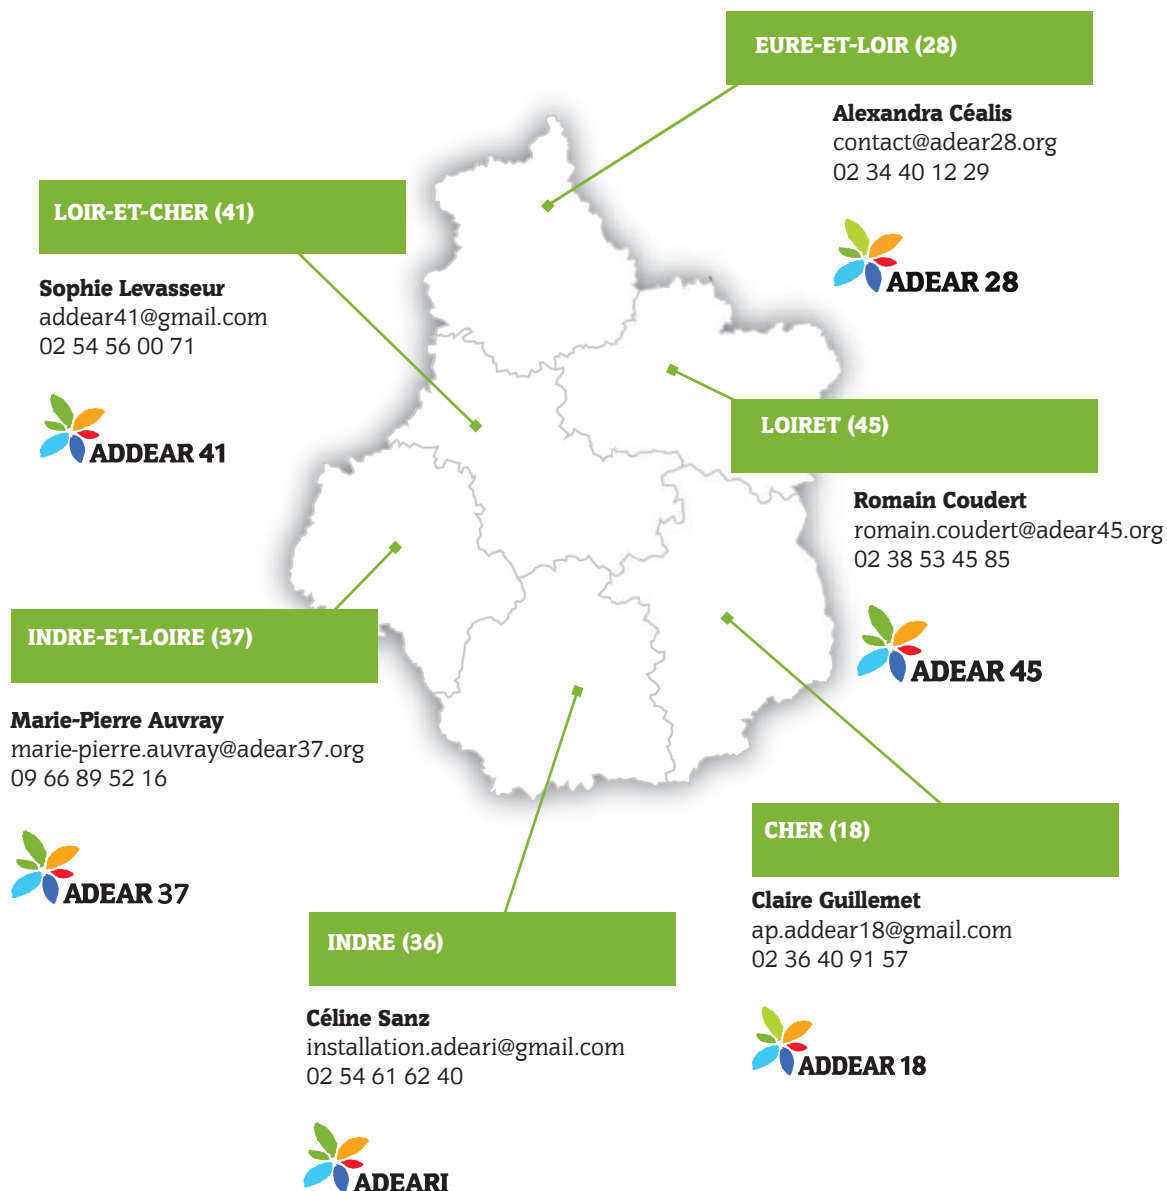 EURE-ET-LOIR (28)
Alexandra Céalis
contact@adear28.org
02 34 40 12 29
ADEAR 28
LOIR-ET-CHER (41)
Sophie Levasseur
addear41@gmail.com
02 54 56 00 71
ADDEAR 41
LOIRET (45)
Romain Coudert
romain.coudert@adear45.org
02 38 53 45 85
ADEAR 45
INDRE-ET-LOIRE (37)
Marie-Pierre Auvray
marie-pierre.auvray@adear37.org
09 66 89 52 16
ADEAR 37
CHER (18)
Claire Guillemet
ap.addear18@gmail.com
02 36 40 91 57
ADDEAR 18
INDRE (36)
Céline Sanz
installation.adeari@gmail.com
02 54 61 62 40
ADEARI